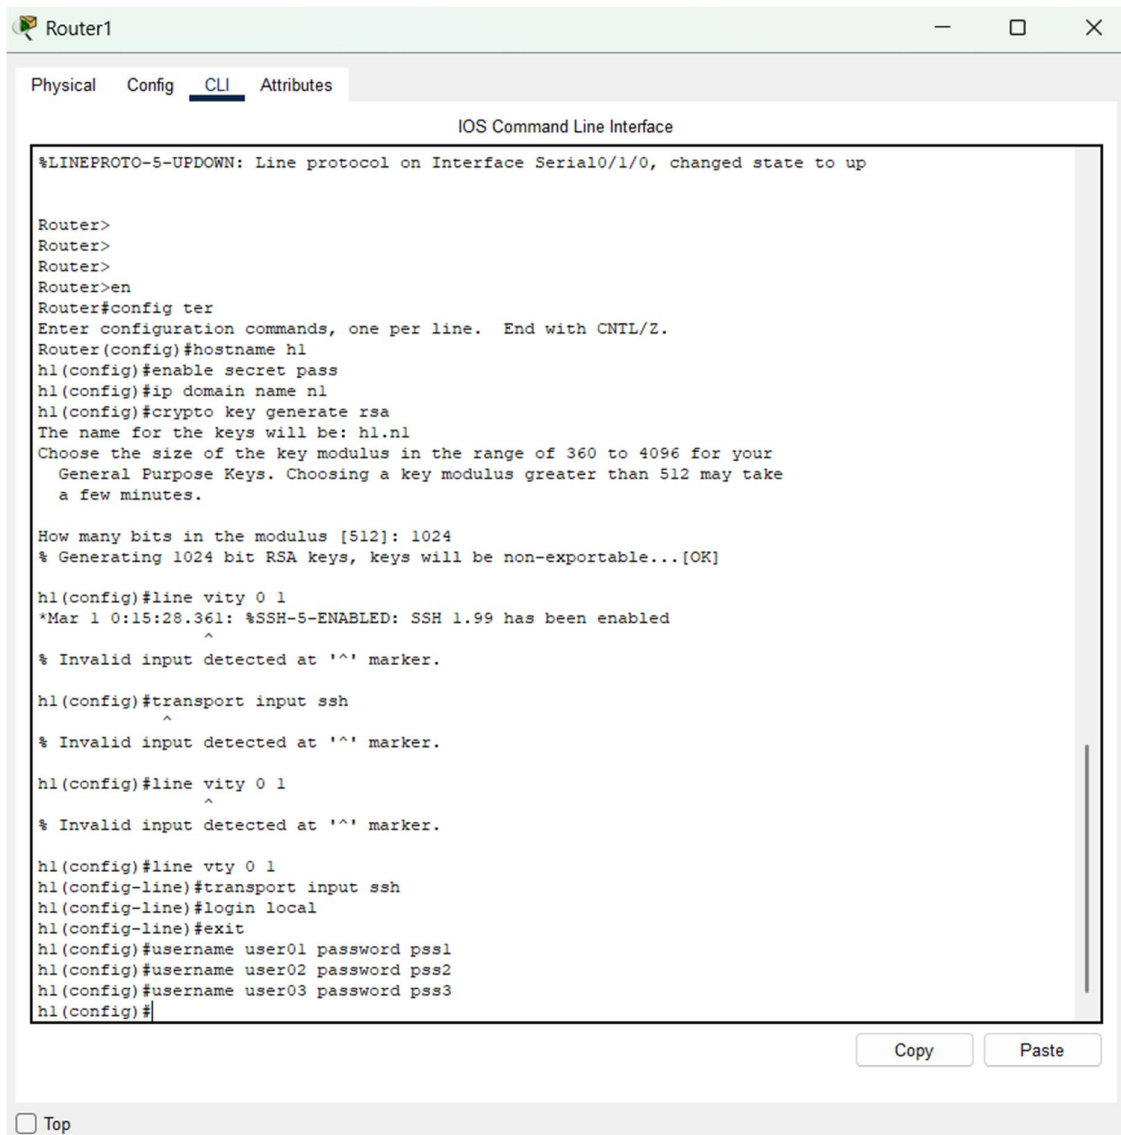 Router1
Physical Config CLI Attributes
IOS Command Line Interface
%LINEPROTO-5-UPDOWN: Line protocol on Interface Serial0/1/0, changed state to up
Router>
Router>
Router>
Router>en
Router#config ter
Enter configuration commands, one per line.  End with CNTL/Z.
Router(config)#hostname h1
h1(config)#enable secret pass
h1(config)#ip domain name n1
h1(config)#crypto key generate rsa
The name for the keys will be: h1.n1
Choose the size of the key modulus in the range of 360 to 4096 for your
  General Purpose Keys. Choosing a key modulus greater than 512 may take
  a few minutes.
How many bits in the modulus [512]: 1024
% Generating 1024 bit RSA keys, keys will be non-exportable...[OK]
h1(config)#line vity 0 1
*Mar 1 0:15:28.361: %SSH-5-ENABLED: SSH 1.99 has been enabled
^
% Invalid input detected at '^' marker.
h1(config)#transport input ssh
^
% Invalid input detected at '^' marker.
h1(config)#line vity 0 1
^
% Invalid input detected at '^' marker.
h1(config)#line vty 0 1
h1(config-line)#transport input ssh
h1(config-line)#login local
h1(config-line)#exit
h1(config)#username user01 password pss1
h1(config)#username user02 password pss2
h1(config)#username user03 password pss3
h1(config)#
Copy Paste
Top